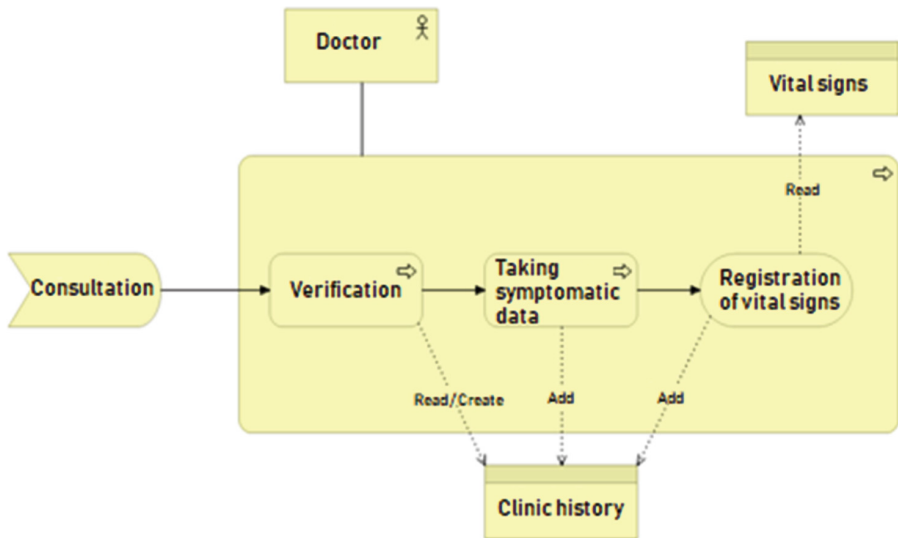 Doctor
Vital signs
Read
Consultation
Verification
Taking
symptomatic
data
Registration
of vital signs
Read/Create
Add
Add
Clinic history